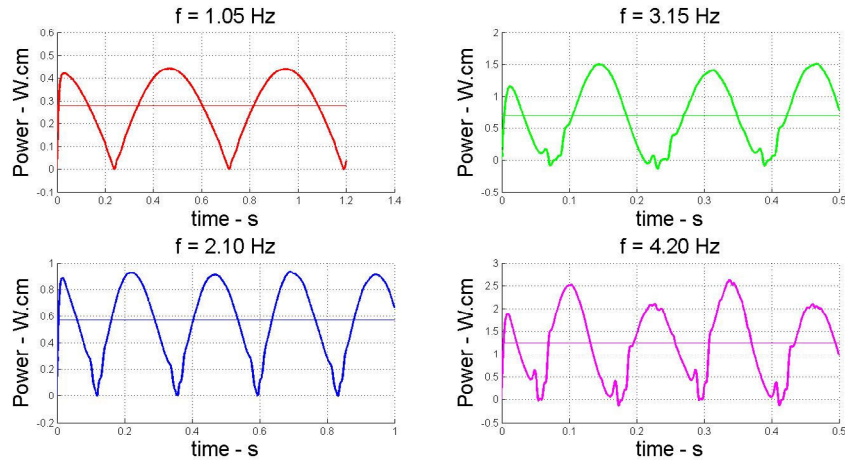 f = 1.05 Hz
Power - W.cm
0.6
0.5
0.4
0.3
0.2
0.1
0
-0.1
0 0.2 0.4 0.6 0.8 1 1.2 1.4
time - s
f = 3.15 Hz
Power - W.cm
2
1.5
1
0.5
0
-0.5
0 0.1 0.2 0.3 0.4 0.5
time - s
f = 2.10 Hz
Power - W.cm
1
0.8
0.6
0.4
0.2
0
-0.2
0 0.2 0.4 0.6 0.8 1
time - s
f = 4.20 Hz
Power - W.cm
3
2.5
2
1.5
1
0.5
0
-0.5
0 0.1 0.2 0.3 0.4 0.5
time - s